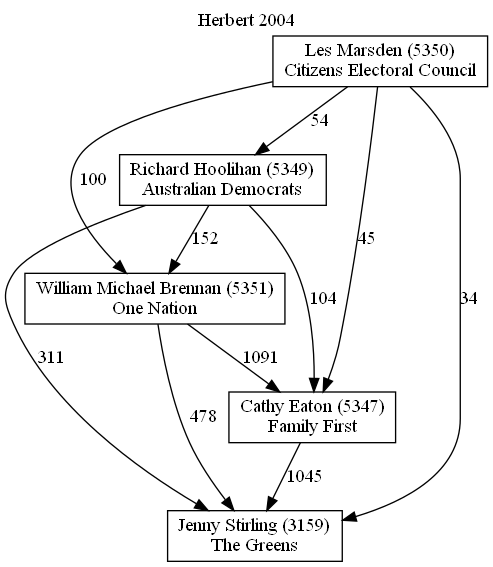 Herbert 2004
Les Marsden (5350)
Citizens Electoral Council
54
Richard Hoolihan (5349)
Australian Democrats
100
152
45
William Michael Brennan (5351)
One Nation
104
34
311
1091
Cathy Eaton (5347)
Family First
478
1045
Jenny Stirling (3159)
The Greens